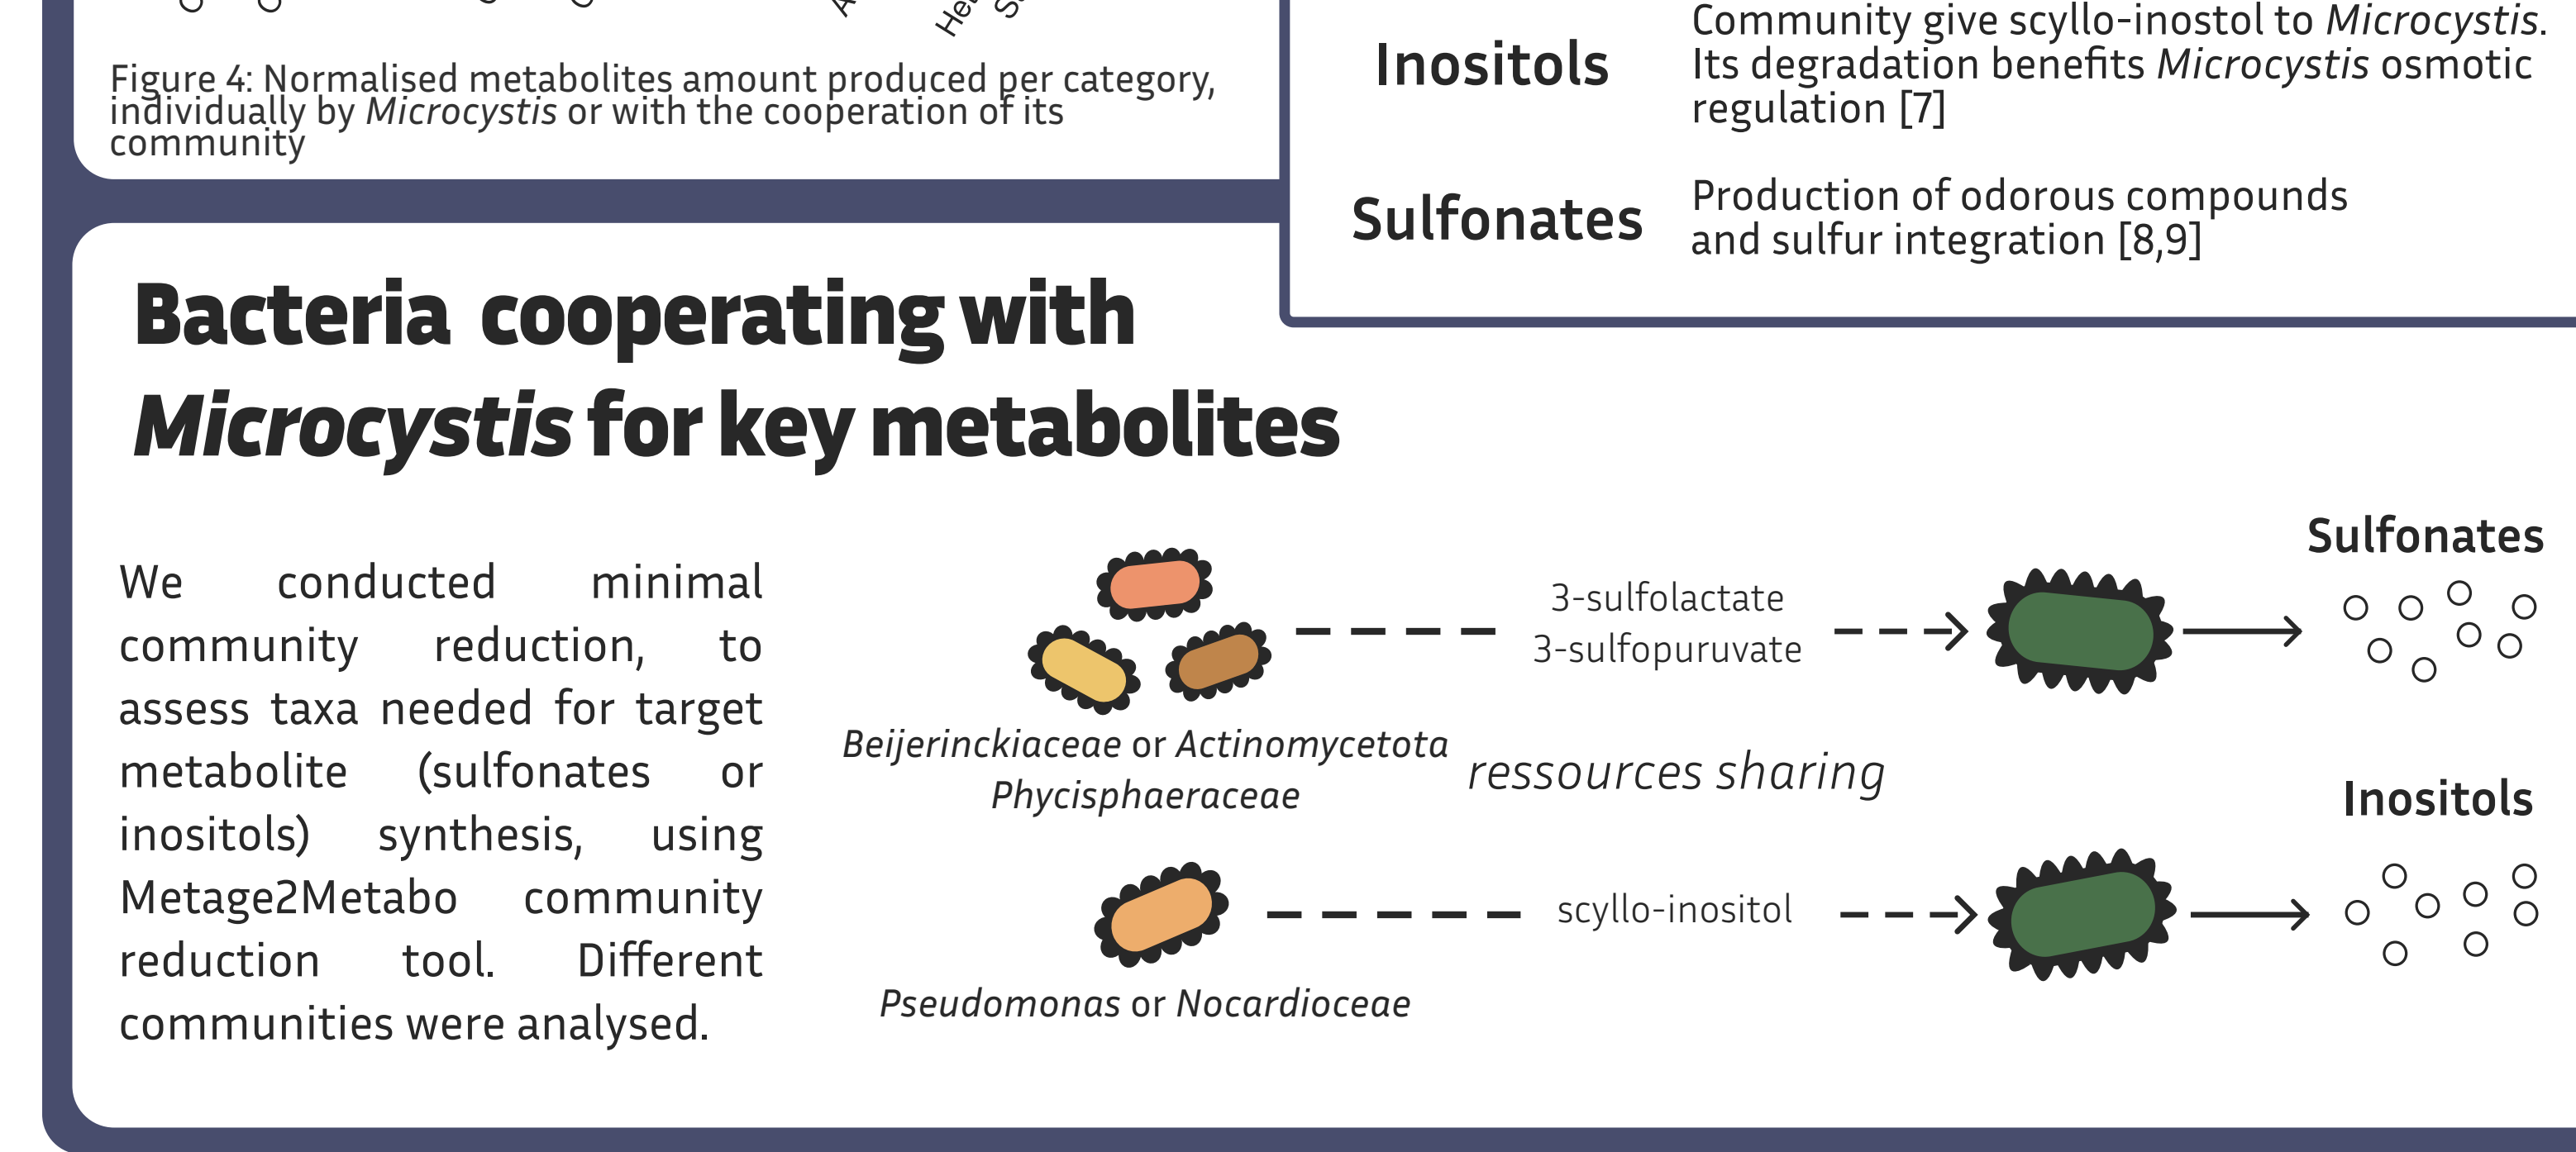 Figure 4: Normalised metabolites amount produced per category,
individually by Microcystis or with the cooperation of its
community
Inositols
Community give scyllo-inostol to Microcystis.
Its degradation benefits Microcystis osmotic
regulation [7]
Sulfonates
Production of odorous compounds
and sulfur integration [8,9]
Bacteria cooperating with
Microcystis for key metabolites
We conducted minimal
community reduction, to
assess taxa needed for target
metabolite (sulfonates or
inositols) synthesis, using
Metage2Metabo community
reduction tool. Different
communities were analysed.
3-sulfolactate
3-sulfopuruvate
Sulfonates
Beijerinckiaceae or Actinomycetota
Phycisphaeraceae
ressources sharing
Inositols
scyllo-inositol
Pseudomonas or Nocardioceae